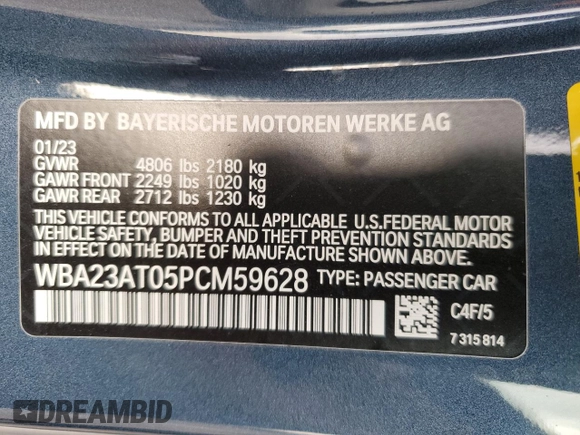 MFD BY BAYERISCHE MOTOREN WERKE AG
01/23
GVWR 4806 lbs 2180 kg
GAWR FRONT 2249 lbs 1020 kg
GAWR REAR 2712 lbs 1230 kg
THIS VEHICLE CONFORMS TO ALL APPLICABLE U.S.FEDERAL MOTOR
VEHICLE SAFETY, BUMPER AND THEFT PREVENTION STANDARDS
IN EFFECT ON THE DATE OF MANUFACTURE SHOWN ABOVE.
WBA23AT05PCM59628 TYPE: PASSENGER CAR
C4F/5
7 315 814
DREAMBID